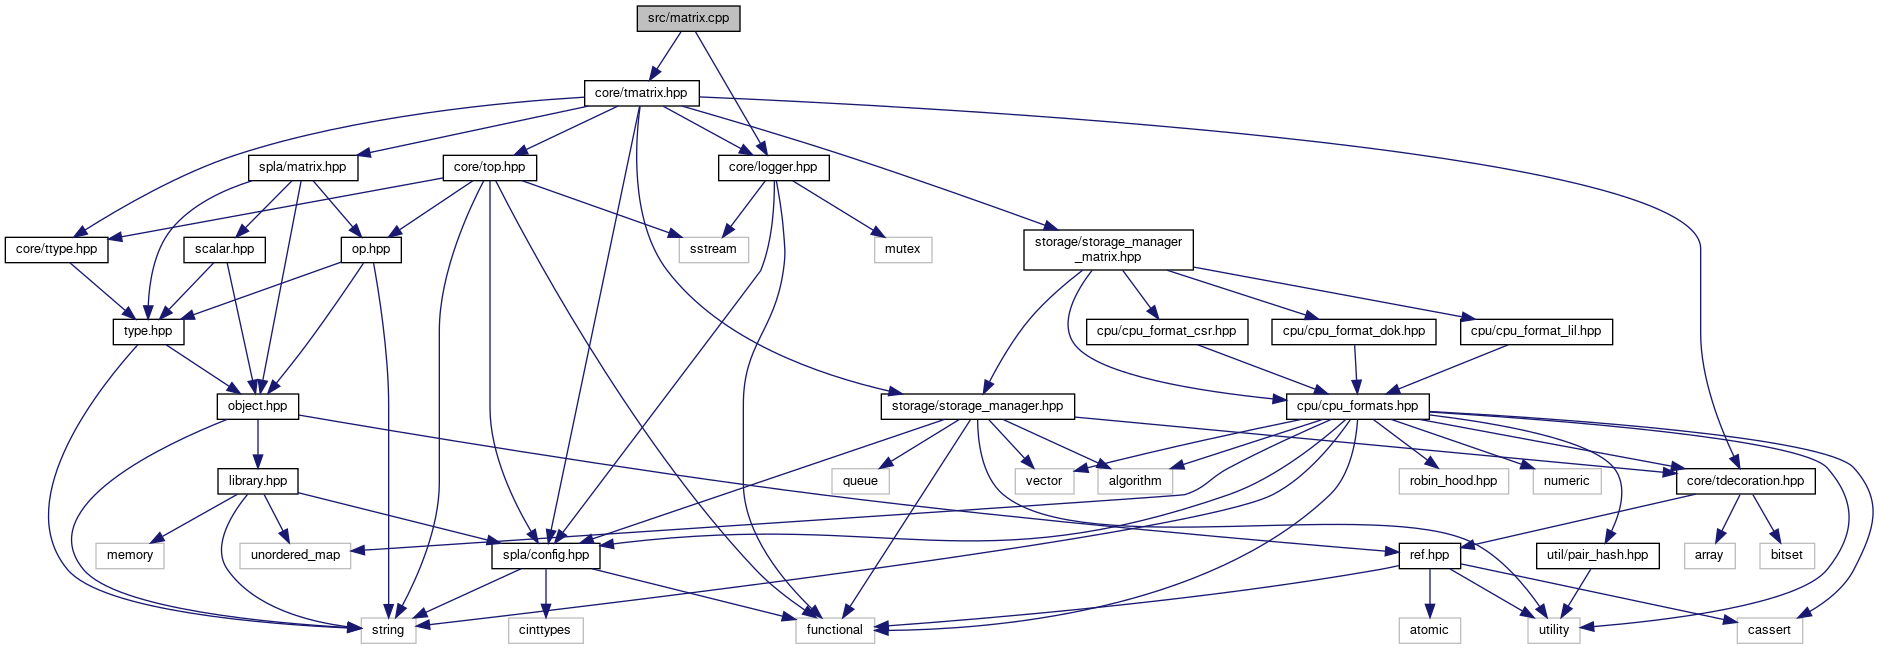 src/matrix.cpp
core/tmatrix.hpp
spla/matrix.hpp
core/top.hpp
core/logger.hpp
core/ttype.hpp
scalar.hpp
op.hpp
sstream
mutex
storage/storage_manager
_matrix.hpp
type.hpp
cpu/cpu_format_csr.hpp
cpu/cpu_format_dok.hpp
cpu/cpu_format_lil.hpp
object.hpp
storage/storage_manager.hpp
cpu/cpu_formats.hpp
library.hpp
queue
vector
algorithm
robin_hood.hpp
numeric
core/tdecoration.hpp
memory
unordered_map
spla/config.hpp
ref.hpp
util/pair_hash.hpp
array
bitset
string
cinttypes
functional
atomic
utility
cassert